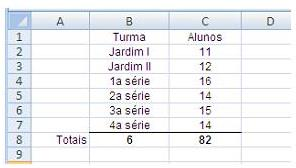 A B C D
1 Turma Alunos
2 Jardim I 11
3 Jardim II 12
4 1a série 16
5 2a série 14
6 3a série 15
7 4a série 14
8 Totais 6 82
9